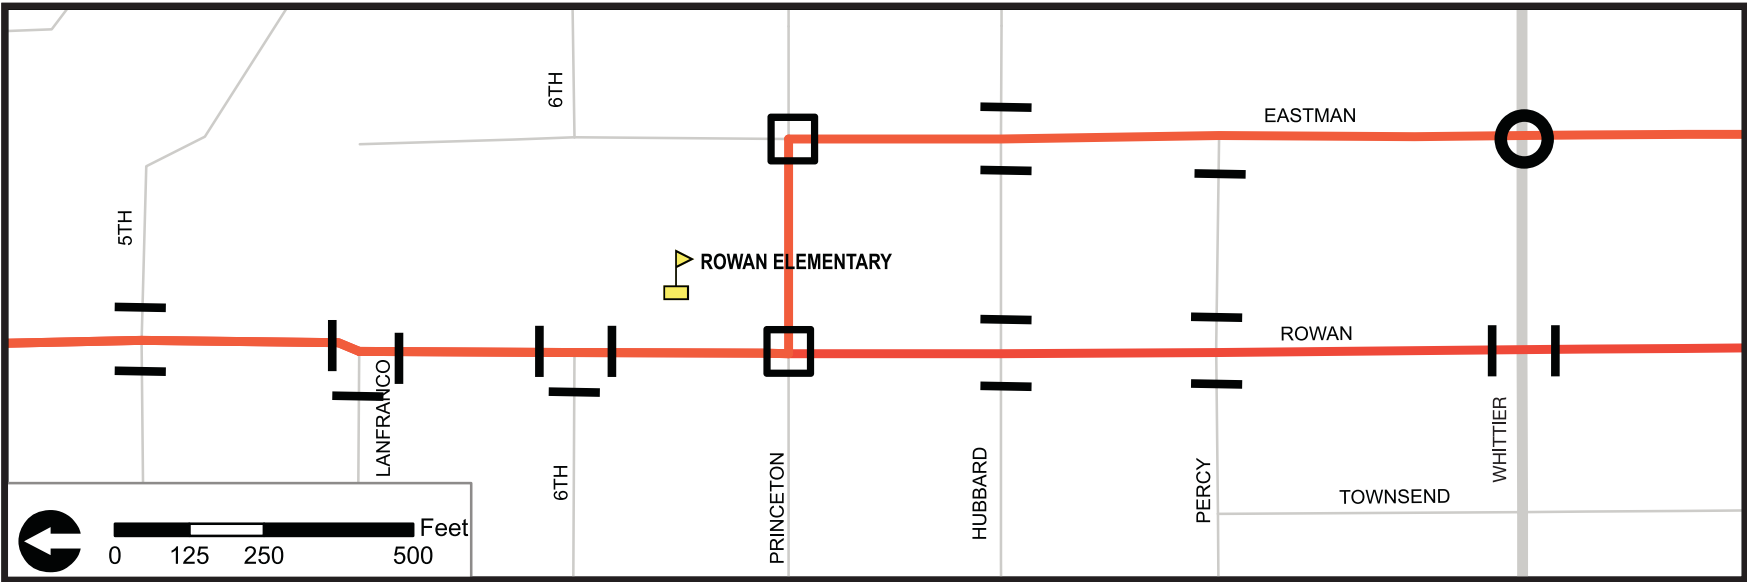 6TH
EASTMAN
5TH
ROWAN ELEMENTARY
ROWAN
LANFRANCO
6TH
PRINCETON
HUBBARD
PERCY
WHITTIER
TOWNSEND
Feet
0 125 250 500